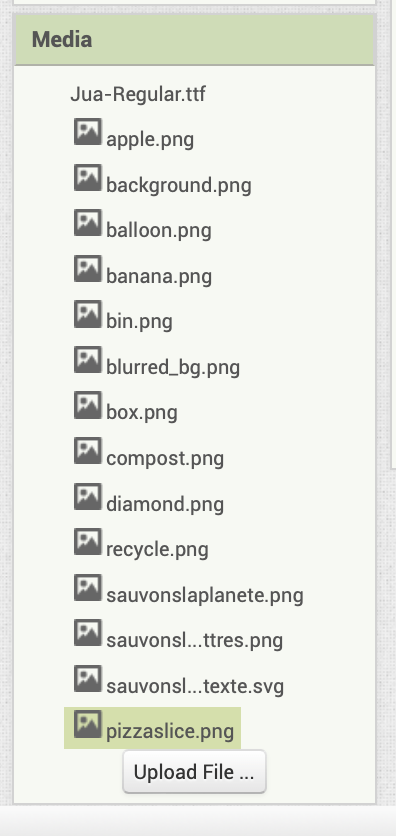 Media
Jua-Regular.ttf
apple.png
background.png
balloon.png
banana.png
bin.png
blurred_bg.png
box.png
compost.png
diamond.png
recycle.png
sauvonslaplanete.png
sauvonsl...ttres.png
sauvonsl...texte.svg
pizzaslice.png
Upload File ...